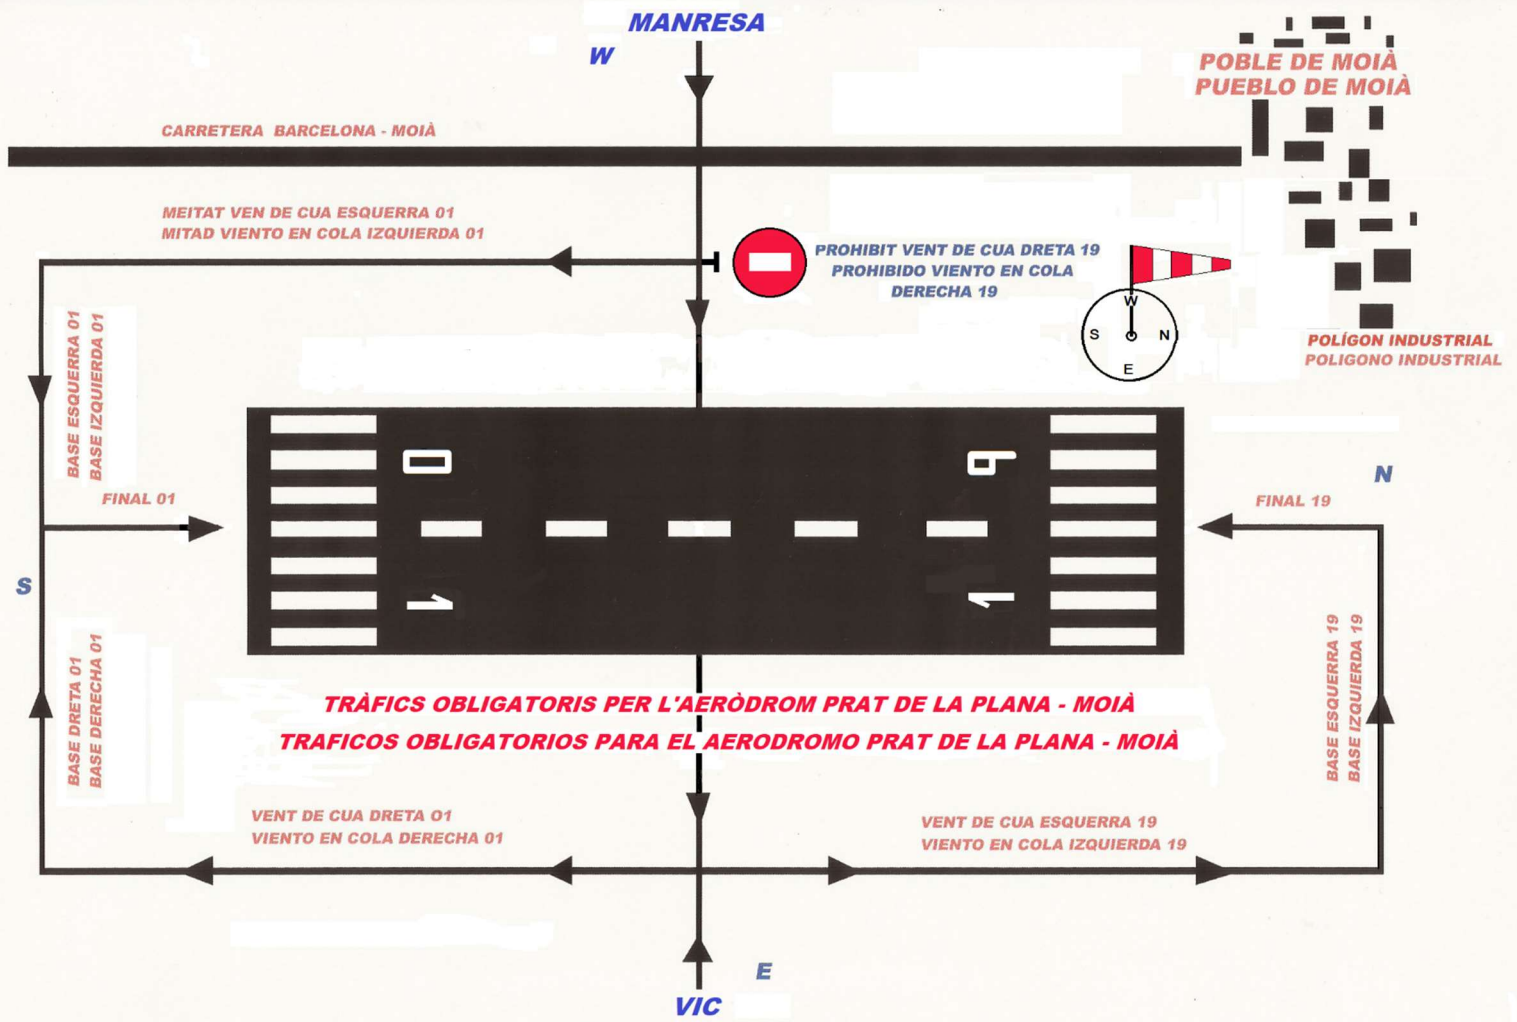 MANRESA
W
POBLE DE MOIÀ
PUEBLO DE MOIÀ
CARRETERA BARCELONA - MOIÀ
MEITAT VEN DE CUA ESQUERRA 01
MITAD VIENTO EN COLA IZQUIERDA 01
PROHIBIT VENT DE CUA DRETA 19
PROHIBIDO VIENTO EN COLA
DERECHA 19
W
S
N
E
POLÍGON INDUSTRIAL
POLIGONO INDUSTRIAL
BASE ESQUERRA 01
BASE IZQUIERDA 01
FINAL 01
01
19
N
FINAL 19
S
BASE DRETA 01
BASE DERECHA 01
BASE ESQUERRA 19
BASE IZQUIERDA 19
TRÀFICS OBLIGATORIS PER L'AERÒDROM PRAT DE LA PLANA - MOIÀ
TRAFICOS OBLIGATORIOS PARA EL AERODROMO PRAT DE LA PLANA - MOIÀ
VENT DE CUA DRETA O1
VIENTO EN COLA DERECHA 01
VENT DE CUA ESQUERRA 19
VIENTO EN COLA IZQUIERDA 19
E
VIC